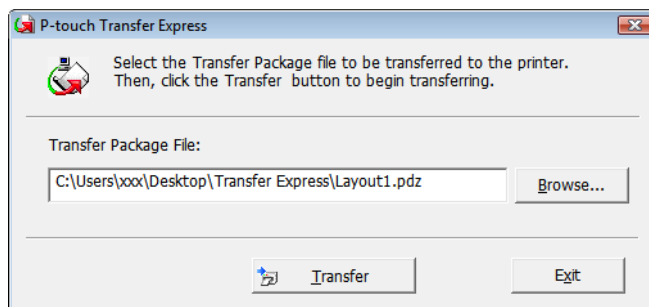 P-touch Transfer Express
Select the Transfer Package file to be transferred to the printer.
Then, click the Transfer button to begin transferring.
Transfer Package File:
C:\Users\xxx\Desktop\Transfer Express\Layout1.pdz
Browse...
Transfer
Exit